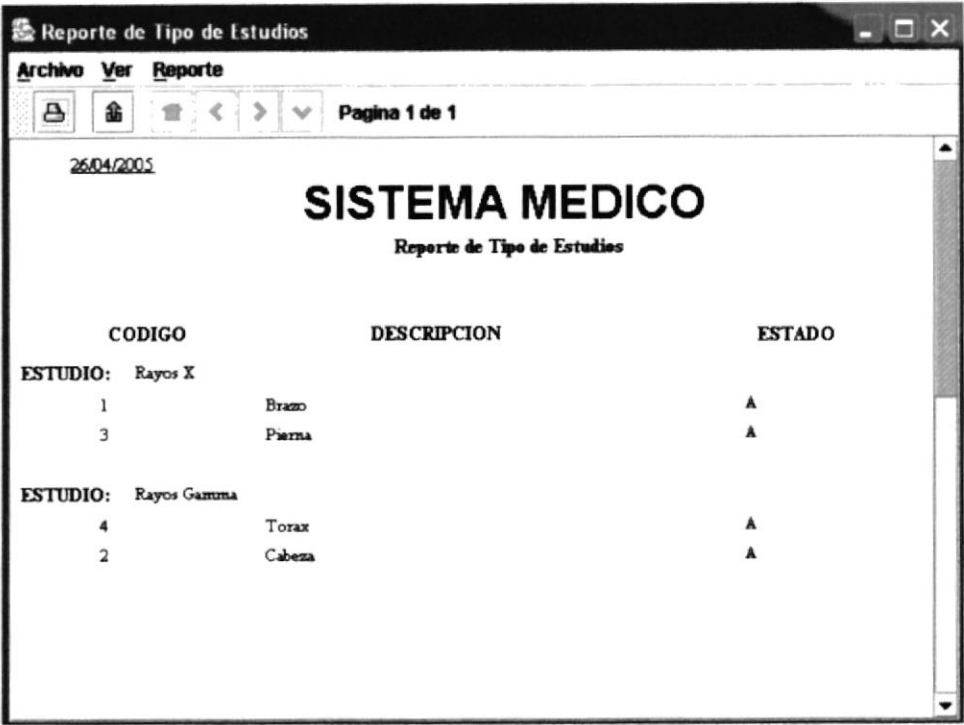 Reporte de Tipo de Estudios
Archivo Ver Reporte
Pagina 1 de 1
26/04/2005
SISTEMA MEDICO
Reporte de Tipo de Estudios
CODIGO DESCRIPCION ESTADO
ESTUDIO: Rayos X
1 Brazo A
3 Pierna A
ESTUDIO: Rayos Gamma
4 Torax A
2 Cabeza A